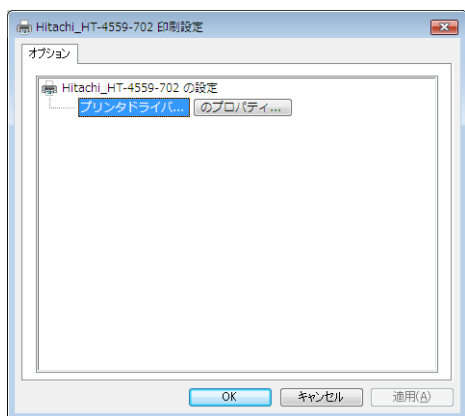 Hitachi_HT-4559-702 印刷設定
オプション
Hitachi_HT-4559-702 の設定
プリンタドライバ... のプロパティ...
OK キャンセル 適用(A)